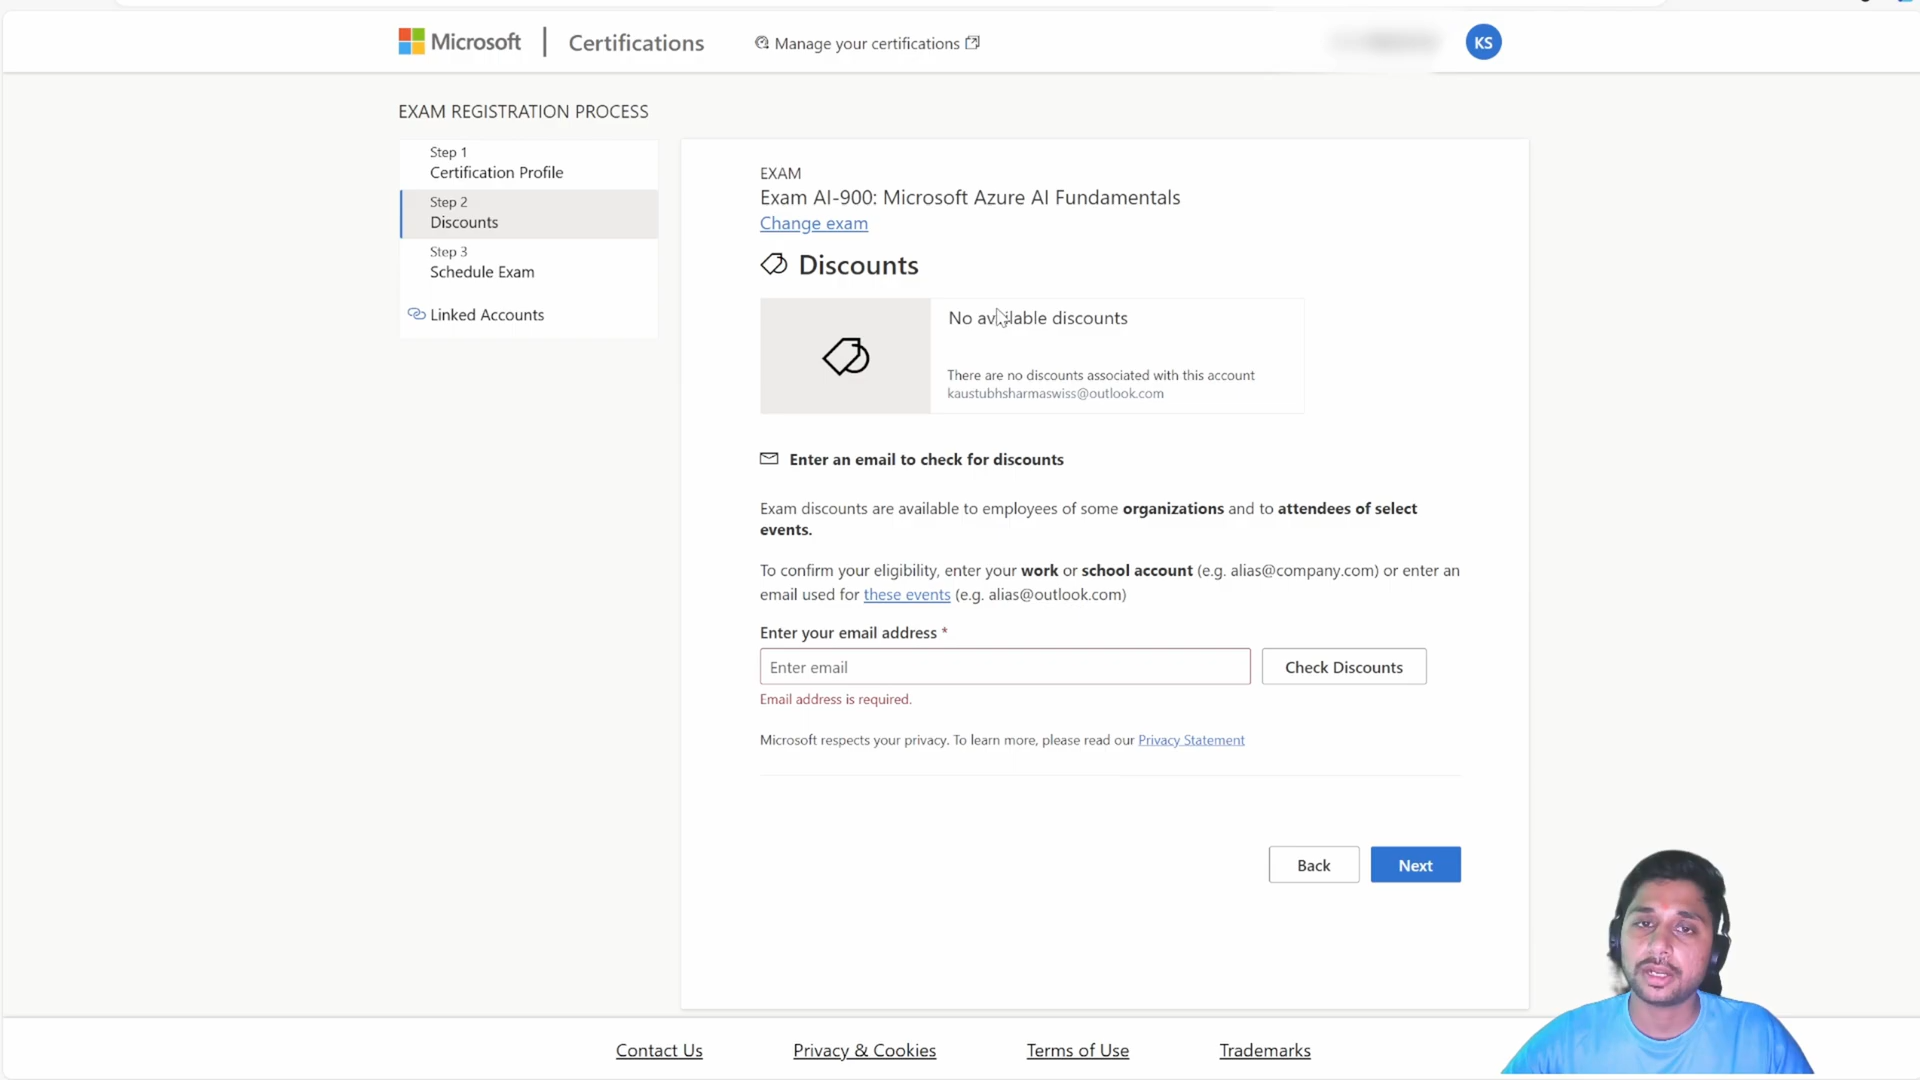 Microsoft | Certifications Manage your certifications KS
EXAM REGISTRATION PROCESS
Step 1
Certification Profile
Step 2
Discounts
Step 3
Schedule Exam
Linked Accounts
EXAM
Exam AI-900: Microsoft Azure AI Fundamentals
Change exam
Discounts
No available discounts
There are no discounts associated with this account
kaustubhsharmaswiss@outlook.com
Enter an email to check for discounts
Exam discounts are available to employees of some organizations and to attendees of select
events.
To confirm your eligibility, enter your work or school account (e.g. alias@company.com) or enter an
email used for these events (e.g. alias@outlook.com)
Enter your email address *
Enter email
Check Discounts
Email address is required.
Microsoft respects your privacy. To learn more, please read our Privacy Statement
Back
Next
Contact Us
Privacy & Cookies
Terms of Use
Trademarks